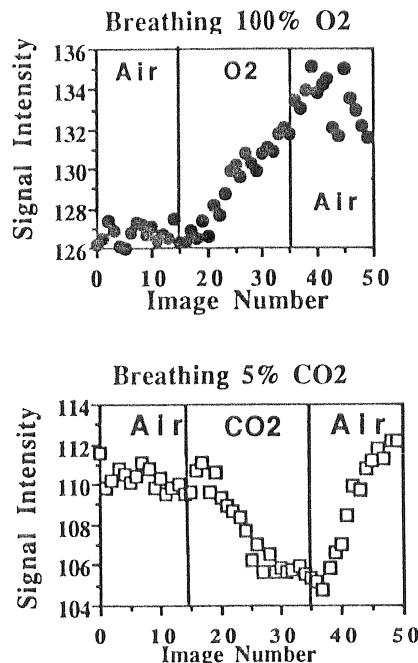 Breathing 100% O2
136
134
132
130
128
126
Signal Intensity
Air O2
Air
0 10 20 30 40 50
Image Number
Breathing 5% CO2
114
112
110
108
106
104
Signal Intensity
Air CO2 Air
0 10 20 30 40 50
Image Number